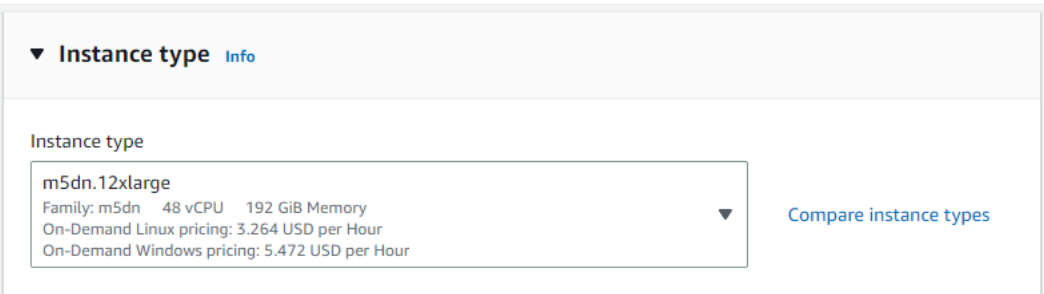 Instance type Info
Instance type
m5dn.12xlarge
Family: m5dn 48 vCPU 192 GiB Memory
On-Demand Linux pricing: 3.264 USD per Hour
On-Demand Windows pricing: 5.472 USD per Hour
Compare instance types